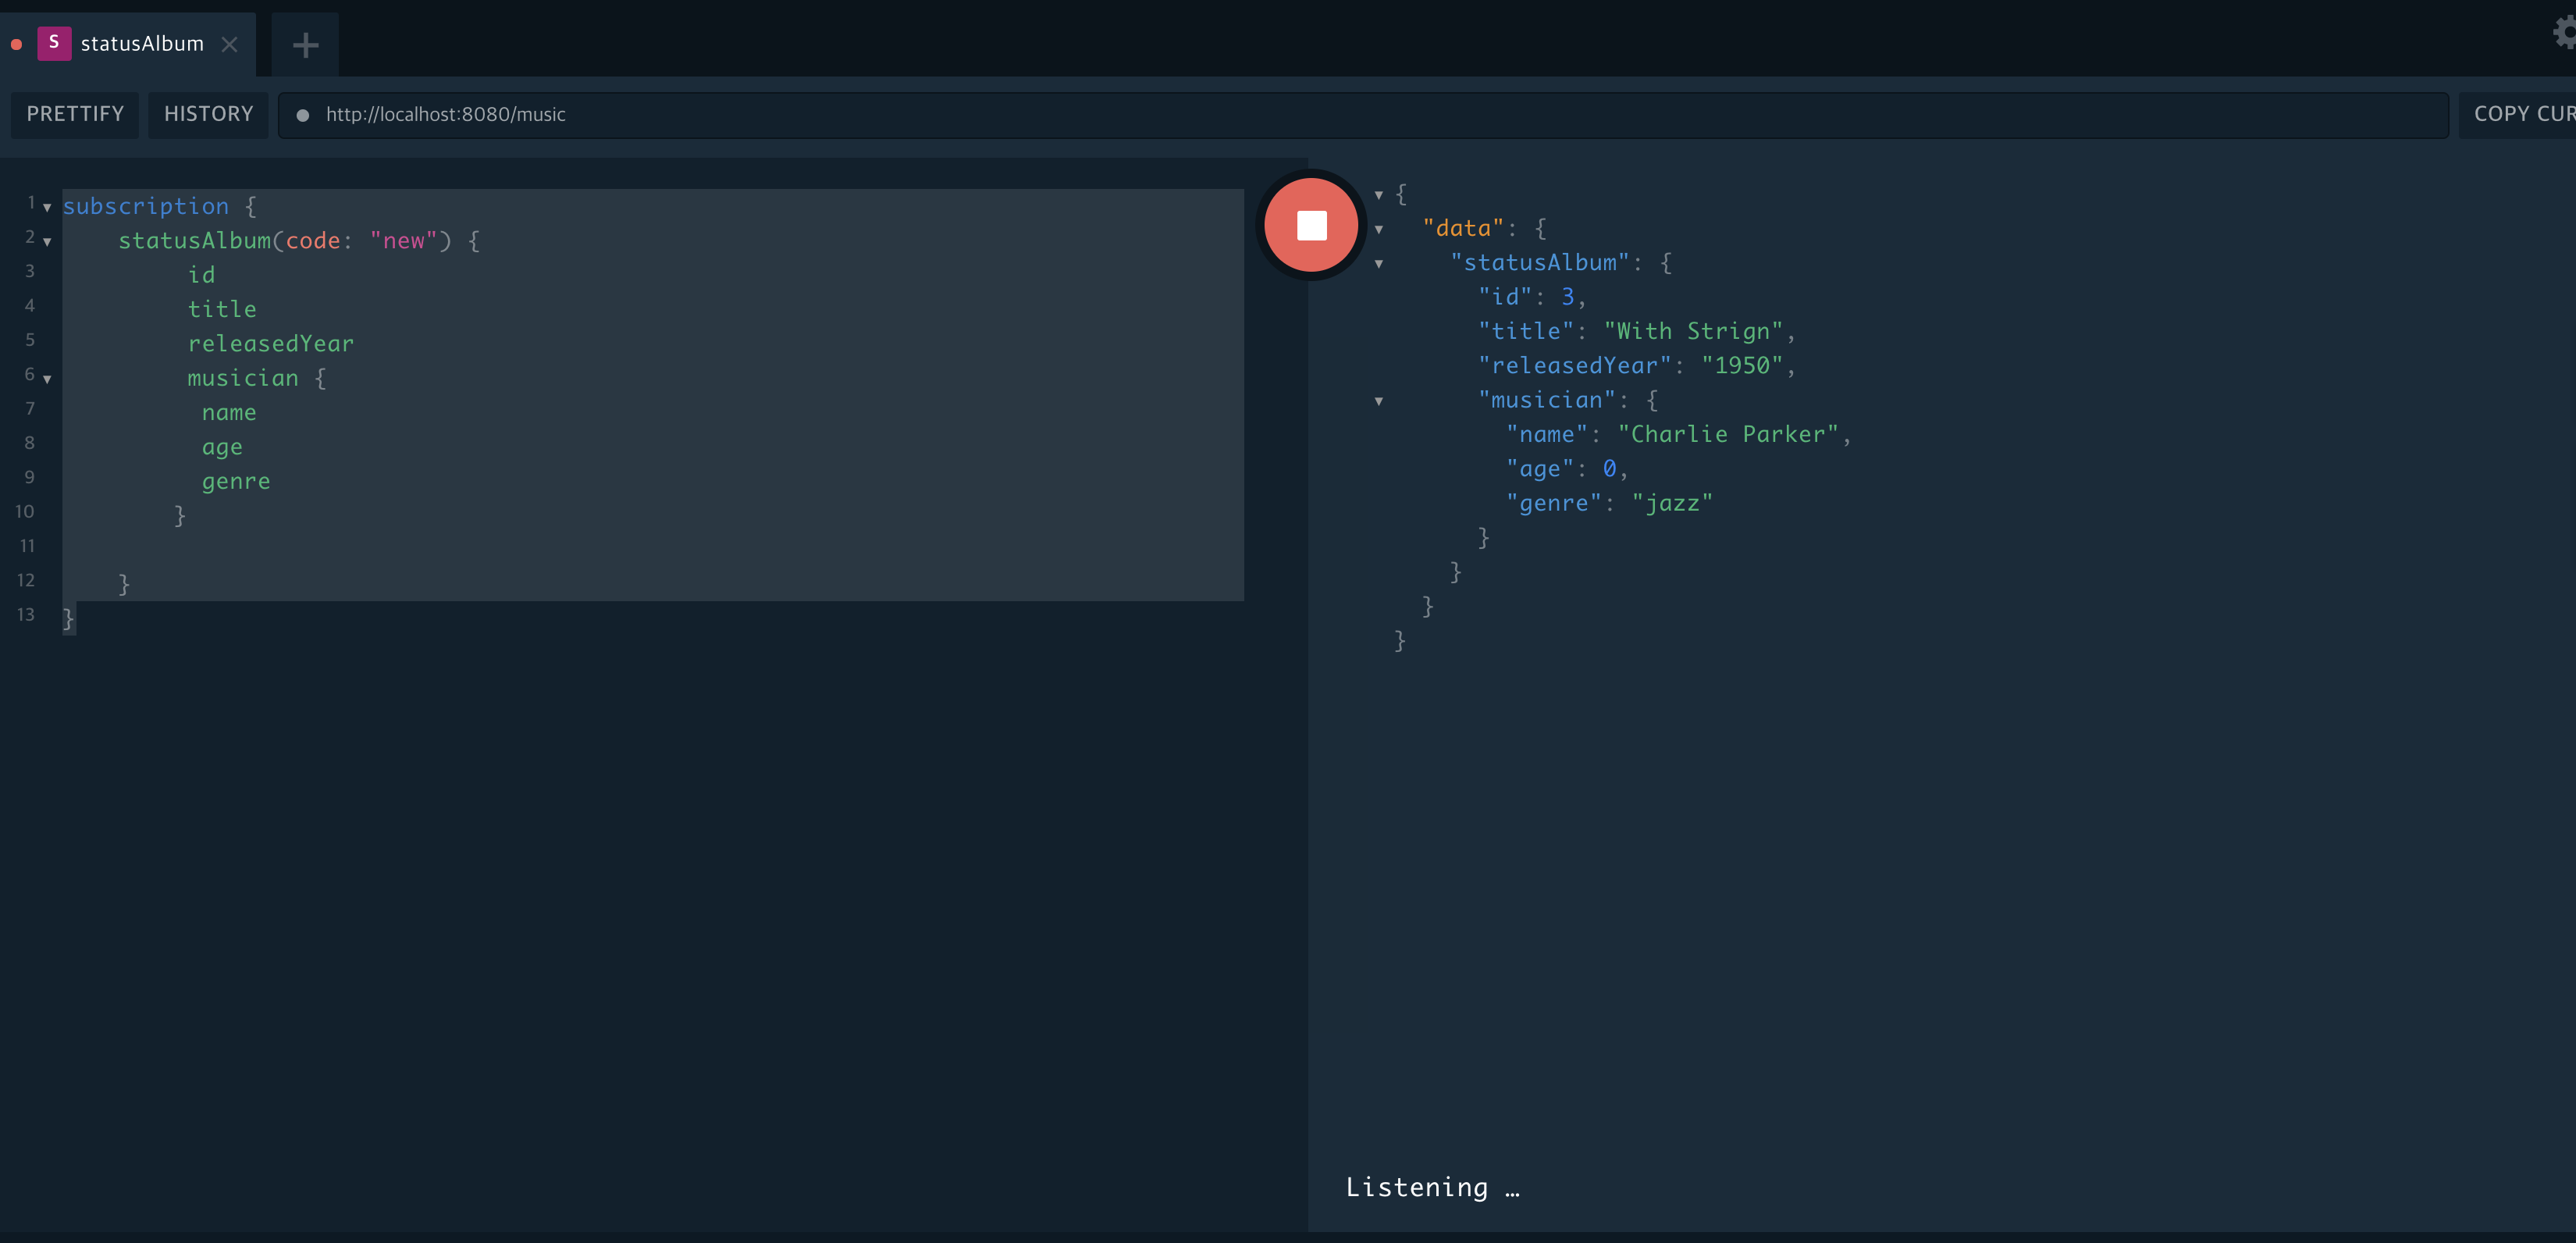 S statusAlbum
PRETTIFY HISTORY http://localhost:8080/music COPY CUR
1 subscription {
2 statusAlbum(code: "new") {
3 id
4 title
5 releasedYear
6 musician {
7 name
8 age
9 genre
10 }
11
12 }
13 }
{
"data": {
"statusAlbum": {
"id": 3,
"title": "With Strign",
"releasedYear": "1950",
"musician": {
"name": "Charlie Parker",
"age": 0,
"genre": "jazz"
}
}
}
}
Listening …